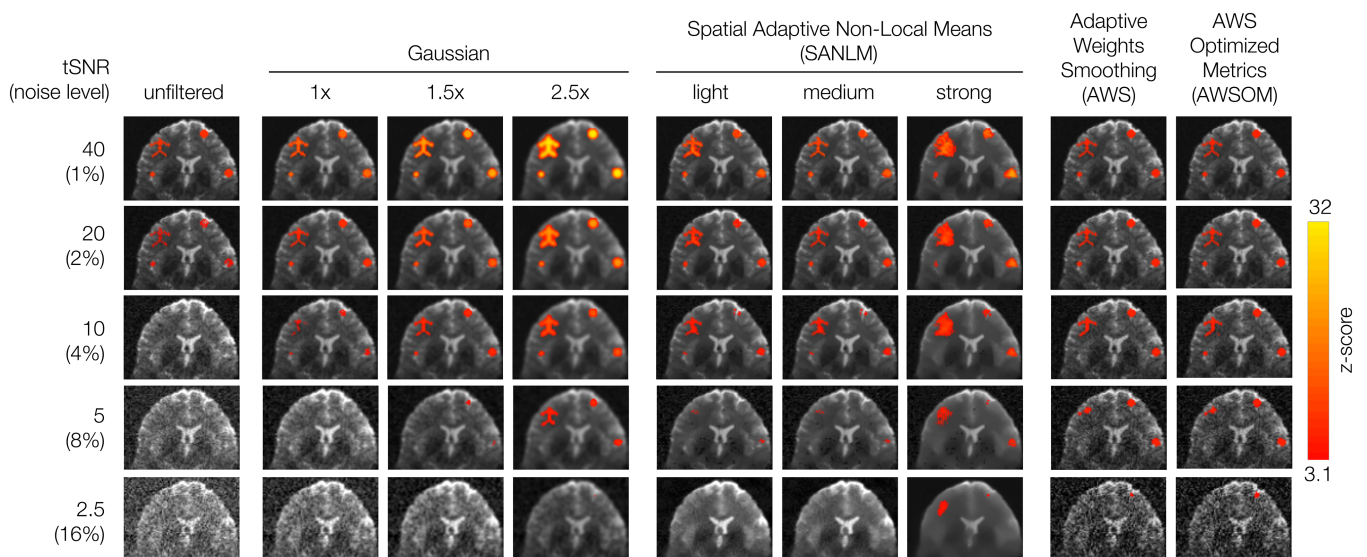 Spatial Adaptive Non-Local Means
(SANLM)
Gaussian
Adaptive
Weights
Smoothing
(AWS)
AWS
Optimized
Metrics
(AWSOM)
tSNR
(noise level)
unfiltered
1x
1.5x
2.5x
light
medium
strong
40
(1%)
20
(2%)
10
(4%)
5
(8%)
2.5
(16%)
32
z-score
3.1